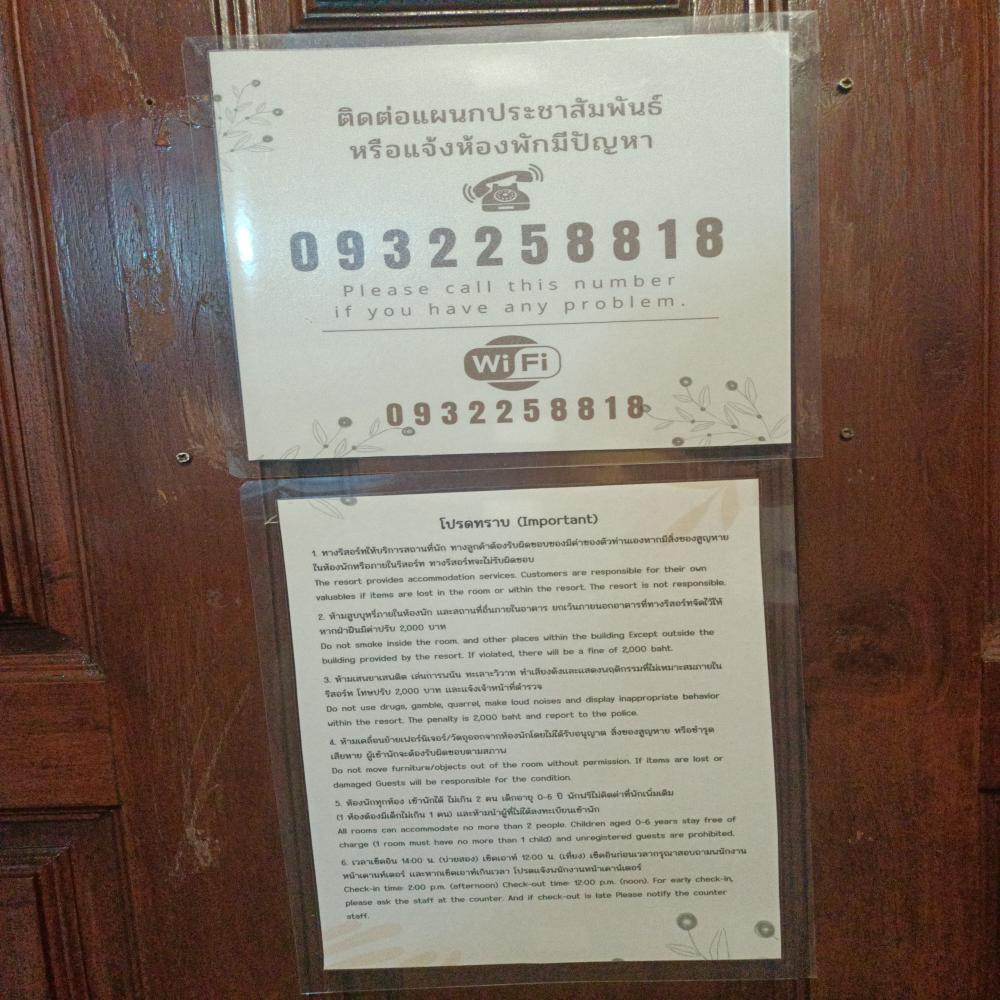 ติดต่อแผนกประชาสัมพันธ์
หรือแจ้งห้องพักมีปัญหา
0932258818
Please call this number
if you have any problem.
Wi Fi
0932258818
โปรดทราบ (Important)
1. ทางรีสอร์ทให้บริการสถานที่พัก ทางลูกค้าต้องรับผิดชอบของมีค่าของตัวท่านเองหากมีสิ่งของสูญหาย
ในห้องพักหรือภายในรีสอร์ท ทางรีสอร์ทจะไม่รับผิดชอบ
The resort provides accommodation services. Customers are responsible for their own
valuables if items are lost in the room or within the resort. The resort is not responsible.
2. ห้ามสูบบุหรี่ภายในห้องพัก และสถานที่อื่นภายในอาคาร ยกเว้นภายนอกอาคารที่ทางรีสอร์ทจัดไว้ให้
หากฝ่าฝืนมีค่าปรับ 2,000 บาท
Do not smoke inside the room. and other places within the building Except outside the
building provided by the resort. If violated, there will be a fine of 2,000 baht.
3. ห้ามเสพยาเสพติด เล่นการพนัน ทะเลาะวิวาท ทำเสียงดังและแสดงพฤติกรรมที่ไม่เหมาะสมภายใน
รีสอร์ท โทษปรับ 2,000 บาท และแจ้งเจ้าหน้าที่ตำรวจ
Do not use drugs, gamble, quarrel, make loud noises and display inappropriate behavior
within the resort. The penalty is 2,000 baht and report to the police.
4. ห้ามเคลื่อนย้ายเฟอร์นิเจอร์/วัตถุออกจากห้องพักโดยไม่ได้รับอนุญาต สิ่งของสูญหาย หรือชำรุด
เสียหาย ผู้เข้าพักจะต้องรับผิดชอบตามสภาพ
Do not move furniture/objects out of the room without permission. If items are lost or
damaged Guests will be responsible for the condition.
5. ห้องพักทุกห้อง เข้าพักได้ ไม่เกิน 2 คน เด็กอายุ 0-6 ปี พักฟรีไม่คิดค่าที่พักเพิ่มเติม
(1 ห้องต้องมีเด็กไม่เกิน 1 คน) และห้ามนำผู้ที่ไม่ได้ลงทะเบียนเข้าพัก
All rooms can accommodate no more than 2 people. Children aged 0-6 years stay free of
charge (1 room must have no more than 1 child) and unregistered guests are prohibited.
6. เวลาเช็คอิน 14:00 น. (บ่ายสอง) เช็คเอาท์ 12:00 น. (เที่ยง) เช็คอินก่อนเวลากรุณาสอบถามพนักงาน
หน้าเคาน์เตอร์ และหากเช็คเอาท์เกินเวลา โปรดแจ้งพนักงานหน้าเคาน์เตอร์
Check-in time: 2:00 p.m. (afternoon) Check-out time: 12:00 p.m. (noon). For early check-in,
please ask the staff at the counter. And if check-out is late Please notify the counter
staff.